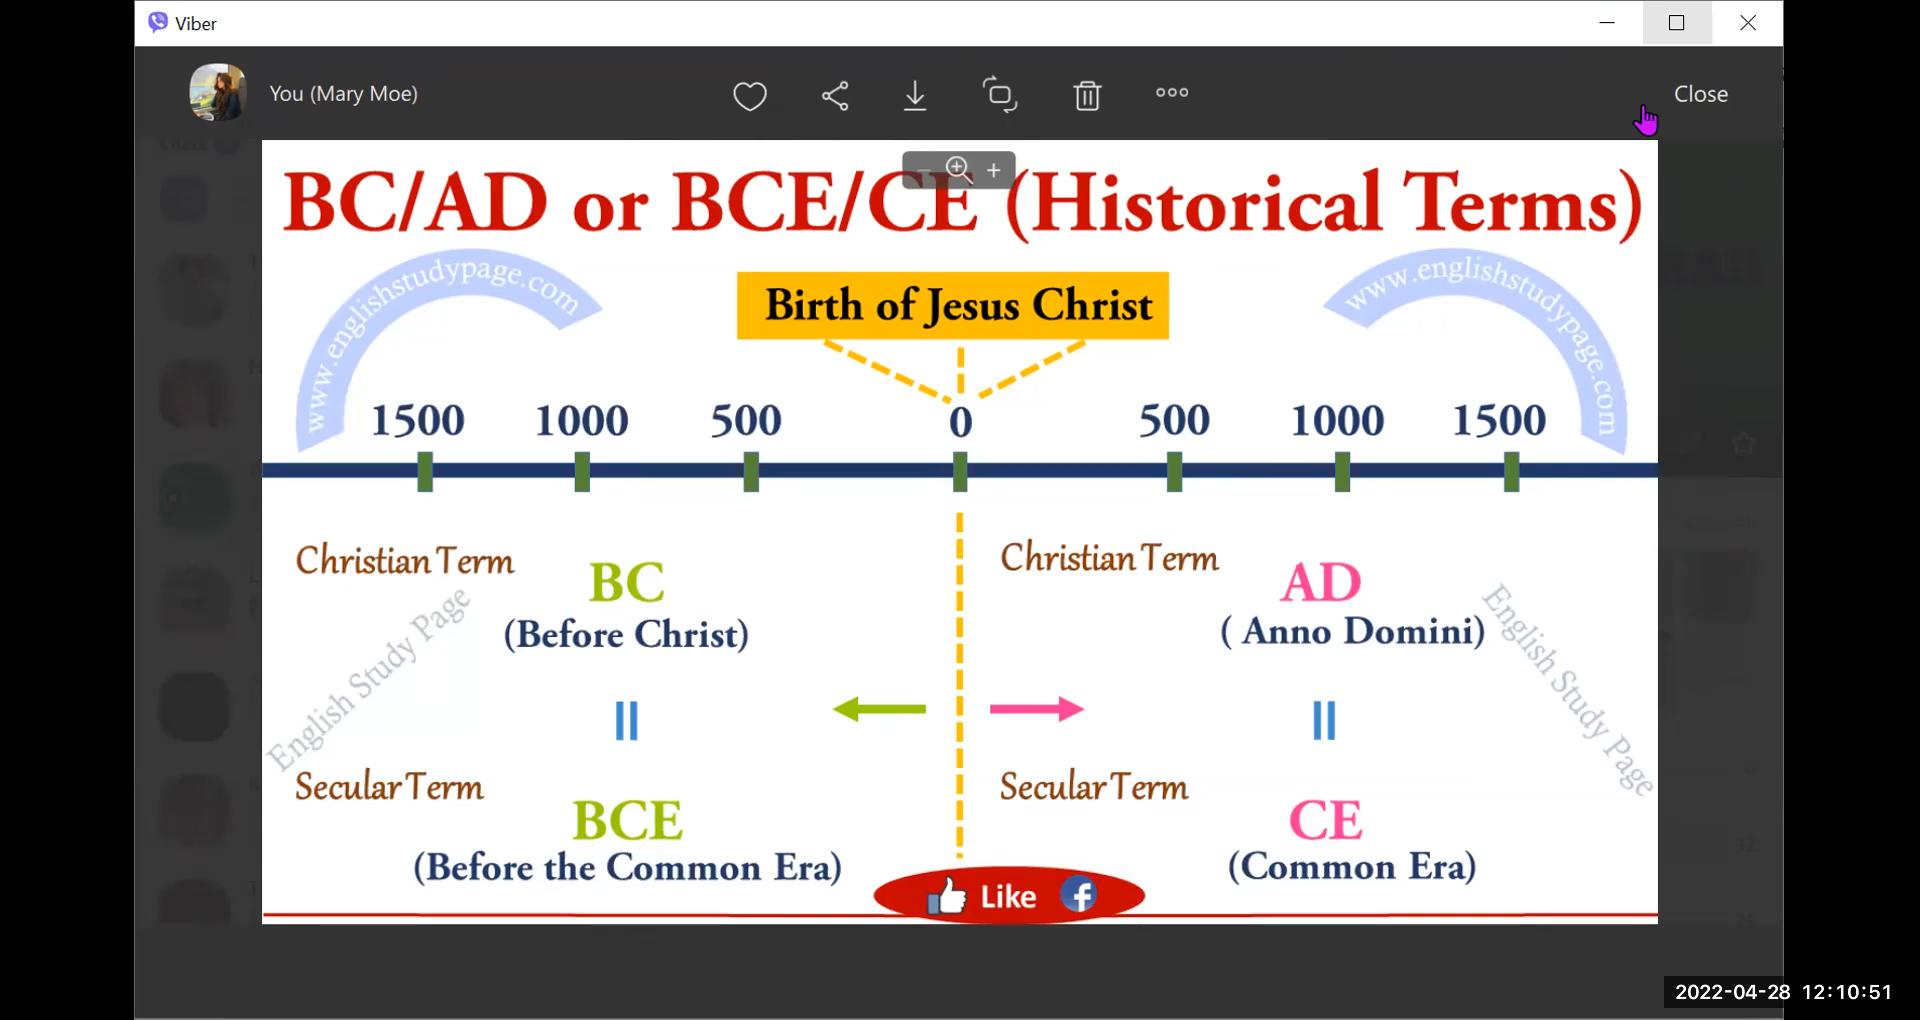 Viber
You (Mary Moe)
Close
BC/AD or BCE/CE (Historical Terms)
www.englishstudypage.com
www.englishstudypage.com
Birth of Jesus Christ
1500 1000 500 0 500 1000 1500
Christian Term
BC
(Before Christ)
Christian Term
AD
( Anno Domini)
English Study Page
English Study Page
Secular Term
BCE
(Before the Common Era)
Secular Term
CE
(Common Era)
Like
2022-04-28 12:10:51